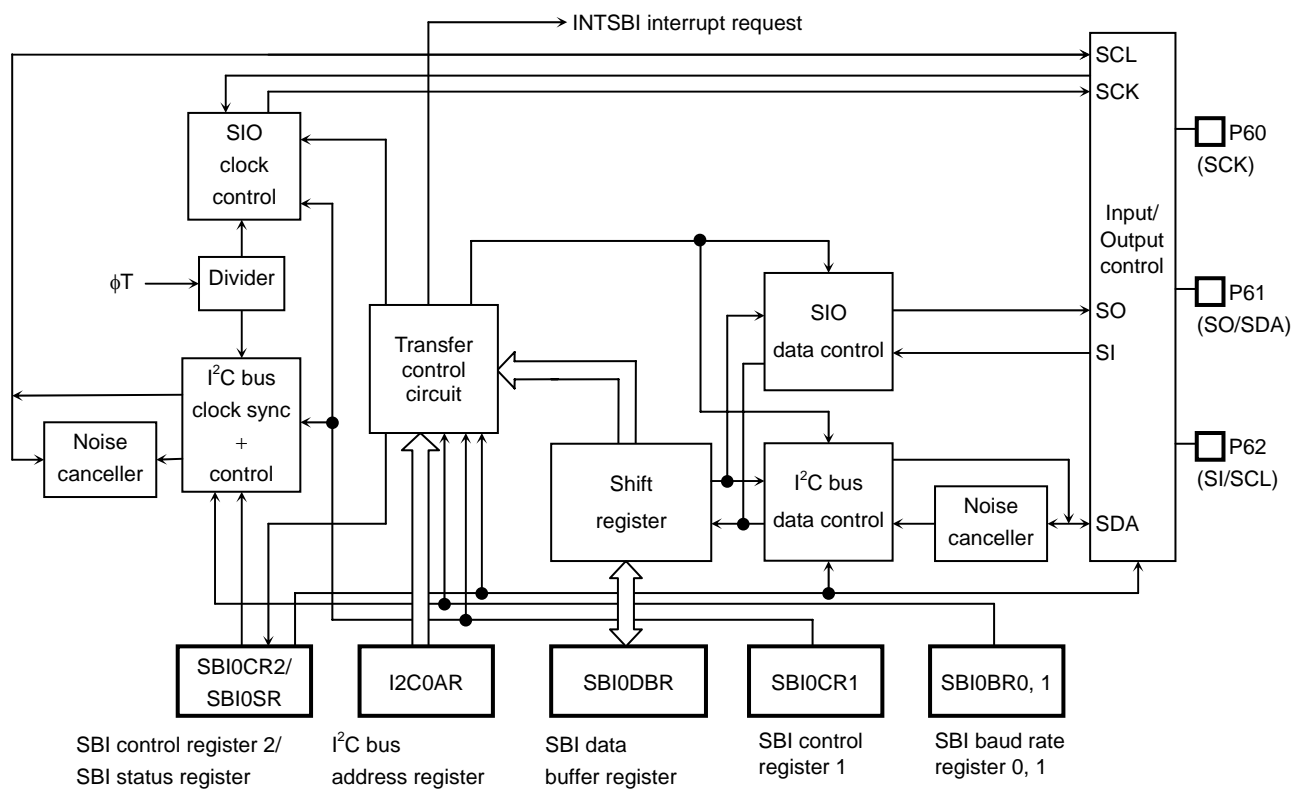 INTSBI interrupt request
SCL
SCK
SIO
clock
control
P60
(SCK)
Input/
Output
control
ϕT
Divider
P61
(SO/SDA)
SO
SI
SIO
data control
Transfer
control
circuit
I²C bus
clock sync
+
control
Noise
canceller
P62
(SI/SCL)
Shift
register
I²C bus
data control
Noise
canceller
SDA
SBI0CR2/
SBI0SR
I2C0AR
SBI0DBR
SBI0CR1
SBI0BR0, 1
SBI control register 2/
SBI status register
I²C bus
address register
SBI data
buffer register
SBI control
register 1
SBI baud rate
register 0, 1